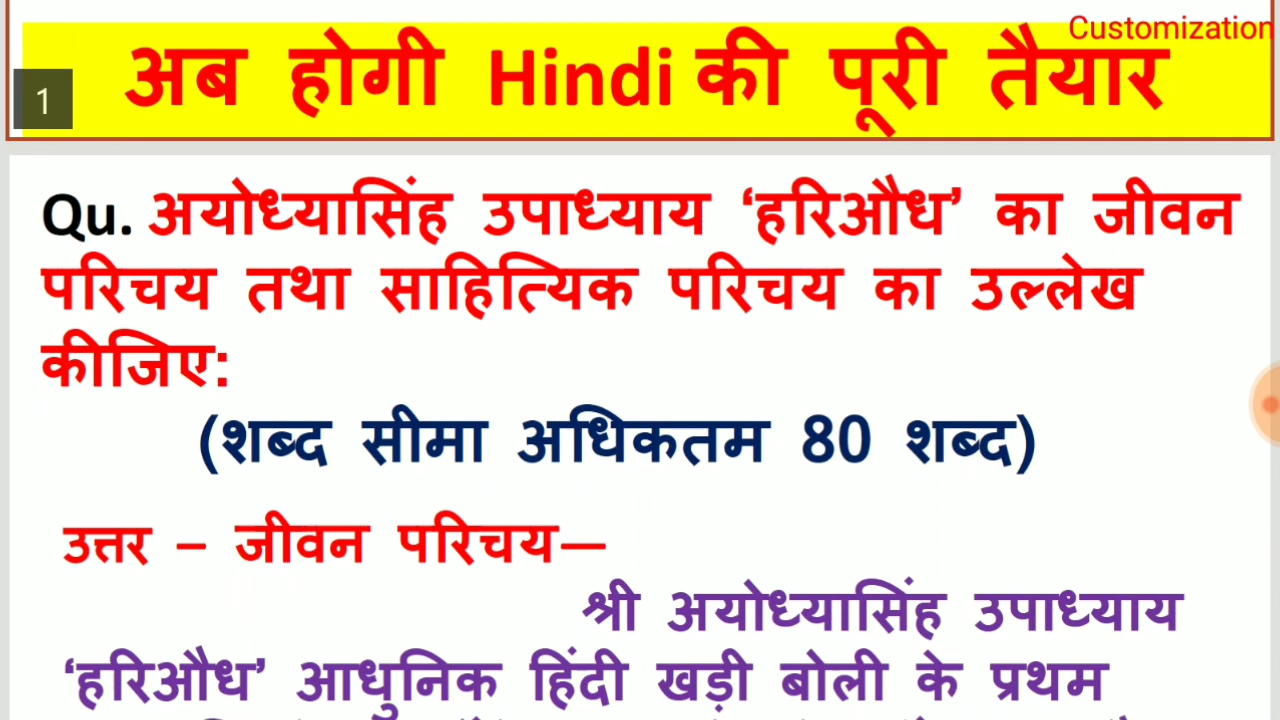 Customization
अब होगी Hindi की पूरी तैयार
1
Qu. अयोध्यासिंह उपाध्याय ‘हरिऔध’ का जीवन
परिचय तथा साहित्यिक परिचय का उल्लेख
कीजिए:
(शब्द सीमा अधिकतम 80 शब्द)
उत्तर – जीवन परिचय—
श्री अयोध्यासिंह उपाध्याय
‘हरिऔध’ आधुनिक हिंदी खड़ी बोली के प्रथम